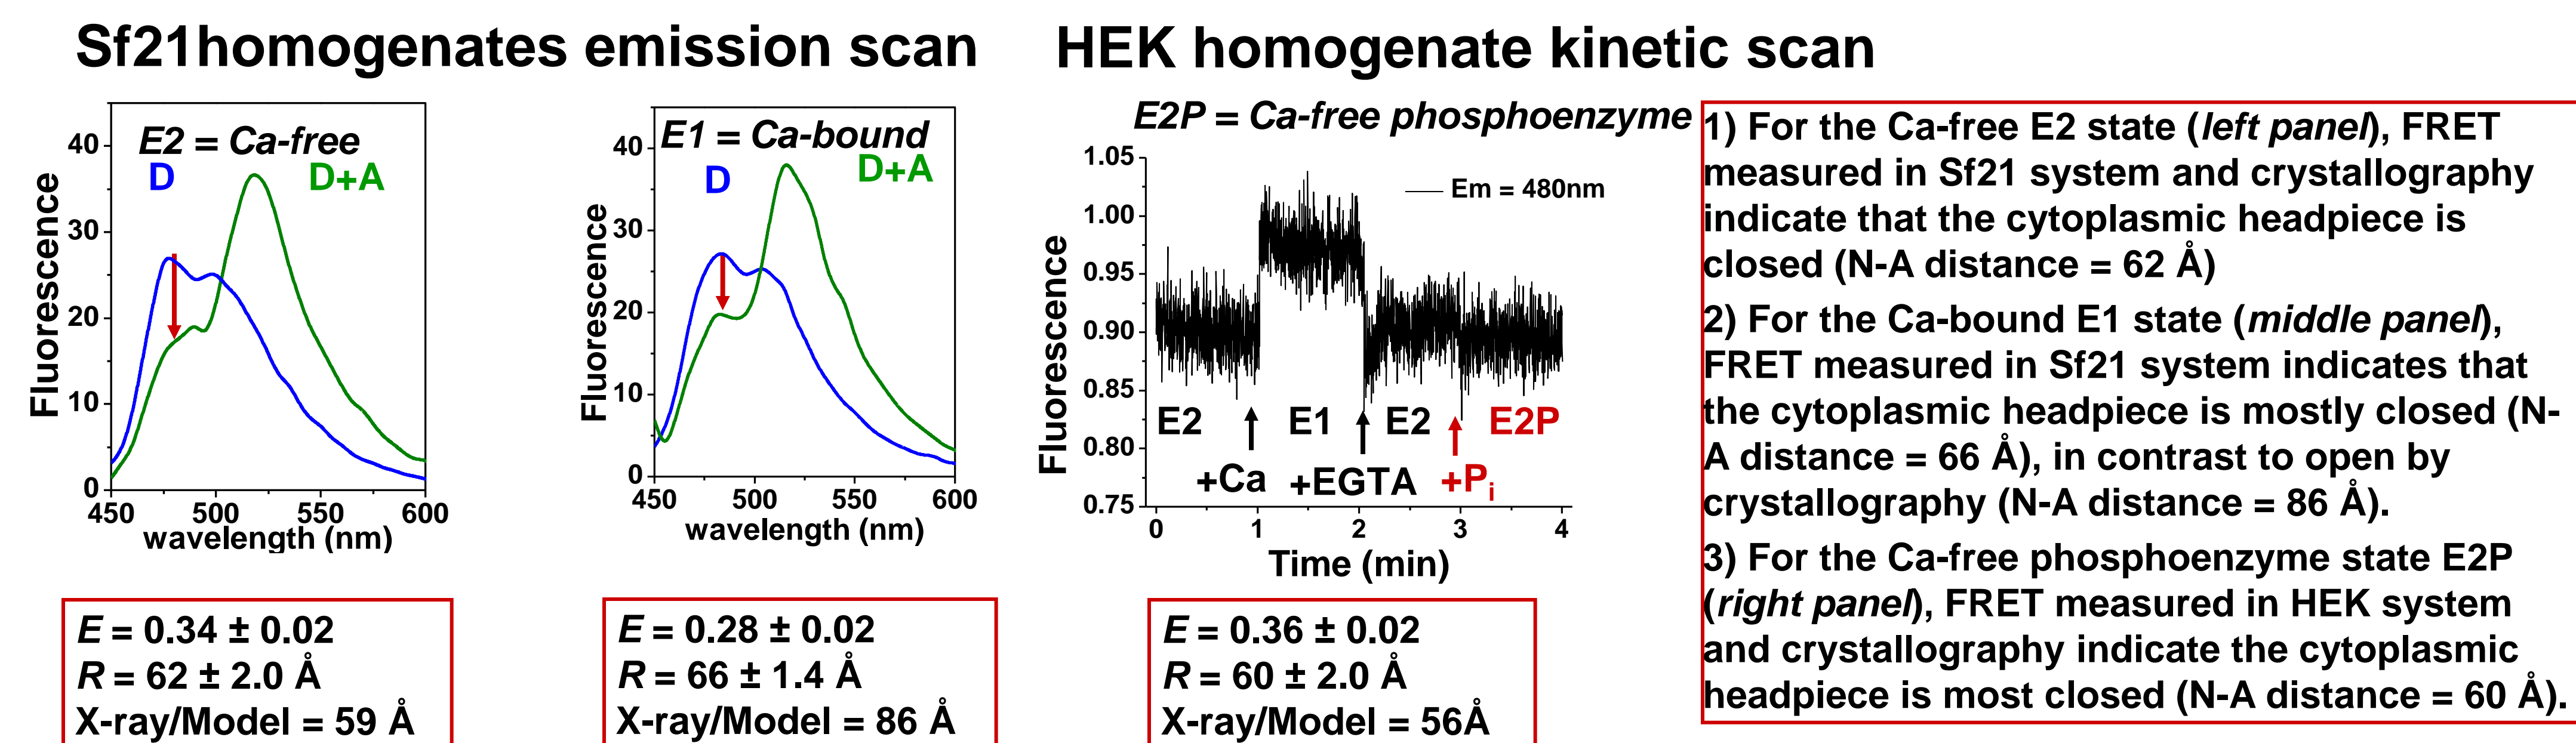 Sf21homogenates emission scan
HEK homogenate kinetic scan
E2 = Ca-free
D
D+A
Fluorescence
40
30
20
10
0
450
500
550
600
wavelength (nm)
E = 0.34 ± 0.02
R = 62 ± 2.0 Å
X-ray/Model = 59 Å
E1 = Ca-bound
D
D+A
Fluorescence
40
30
20
10
0
450
500
550
600
wavelength (nm)
E = 0.28 ± 0.02
R = 66 ± 1.4 Å
X-ray/Model = 86 Å
E2P = Ca-free phosphoenzyme
Em = 480nm
Fluorescence
1.05
1.00
0.95
0.90
0.85
0.80
0.75
E2
E1
E2
E2P
+Ca
+EGTA
+Pi
0
1
2
3
4
Time (min)
E = 0.36 ± 0.02
R = 60 ± 2.0 Å
X-ray/Model = 56Å
1) For the Ca-free E2 state (left panel), FRET
measured in Sf21 system and crystallography
indicate that the cytoplasmic headpiece is
closed (N-A distance = 62 Å)
2) For the Ca-bound E1 state (middle panel),
FRET measured in Sf21 system indicates that
the cytoplasmic headpiece is mostly closed (N-
A distance = 66 Å), in contrast to open by
crystallography (N-A distance = 86 Å).
3) For the Ca-free phosphoenzyme state E2P
(right panel), FRET measured in HEK system
and crystallography indicate the cytoplasmic
headpiece is most closed (N-A distance = 60 Å).